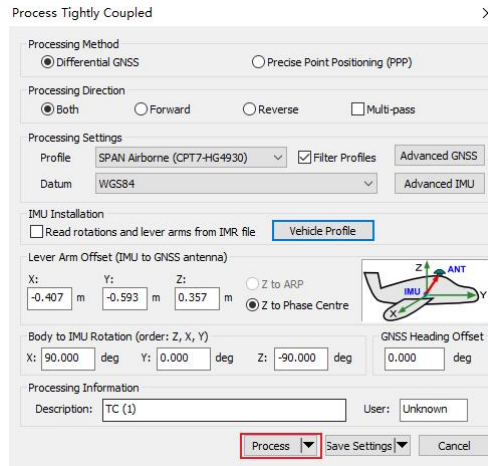 Process Tightly Coupled
Processing Method
Differential GNSS Precise Point Positioning (PPP)
Processing Direction
Both Forward Reverse Multi-pass
Processing Settings
Profile SPAN Airborne (CPT7-HG4930) Filter Profiles Advanced GNSS
Datum WGS84 Advanced IMU
IMU Installation
Read rotations and lever arms from IMR file Vehicle Profile
Lever Arm Offset (IMU to GNSS antenna)
X: Y: Z: Z to ARP
-0.407 m -0.593 m 0.357 m Z to Phase Centre
Z ANT
IMU Y
X
Body to IMU Rotation (order: Z, X, Y) GNSS Heading Offset
X: 90.000 deg Y: 0.000 deg Z: -90.000 deg 0.000 deg
Processing Information
Description: TC (1) User: Unknown
Process Save Settings Cancel